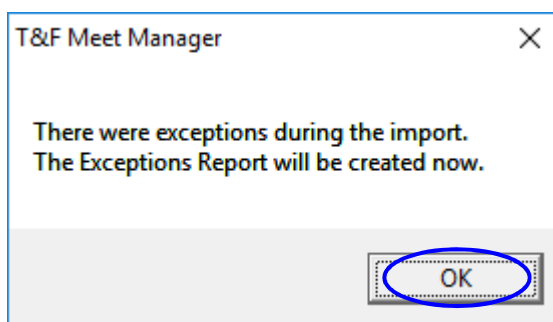 T&F Meet Manager
There were exceptions during the import.
The Exceptions Report will be created now.
OK